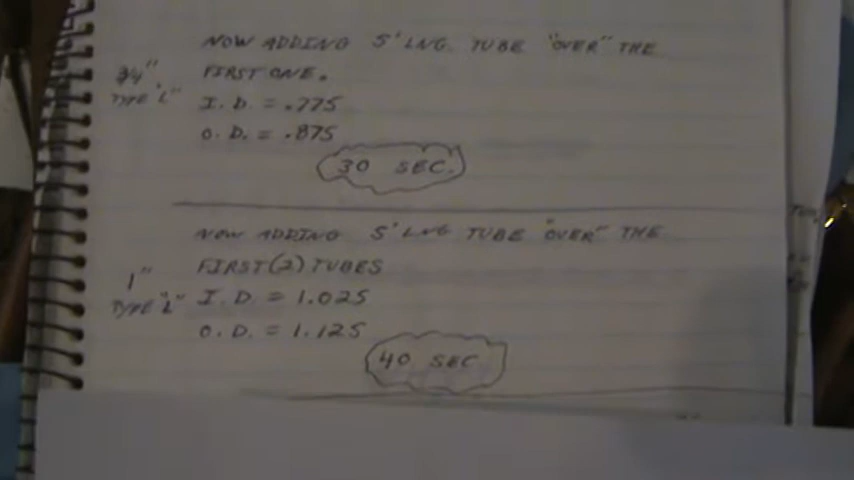 NOW ADDING 5' LNG. TUBE "OVER" THE
3/4" FIRST ONE.
TYPE "L" I.D. = .775
O.D. = .875
30 SEC.
NOW ADDING 5' LNG TUBE "OVER" THE
1" FIRST (2) TUBES
TYPE "L" I.D. = 1.025
O.D. = 1.125
40 SEC